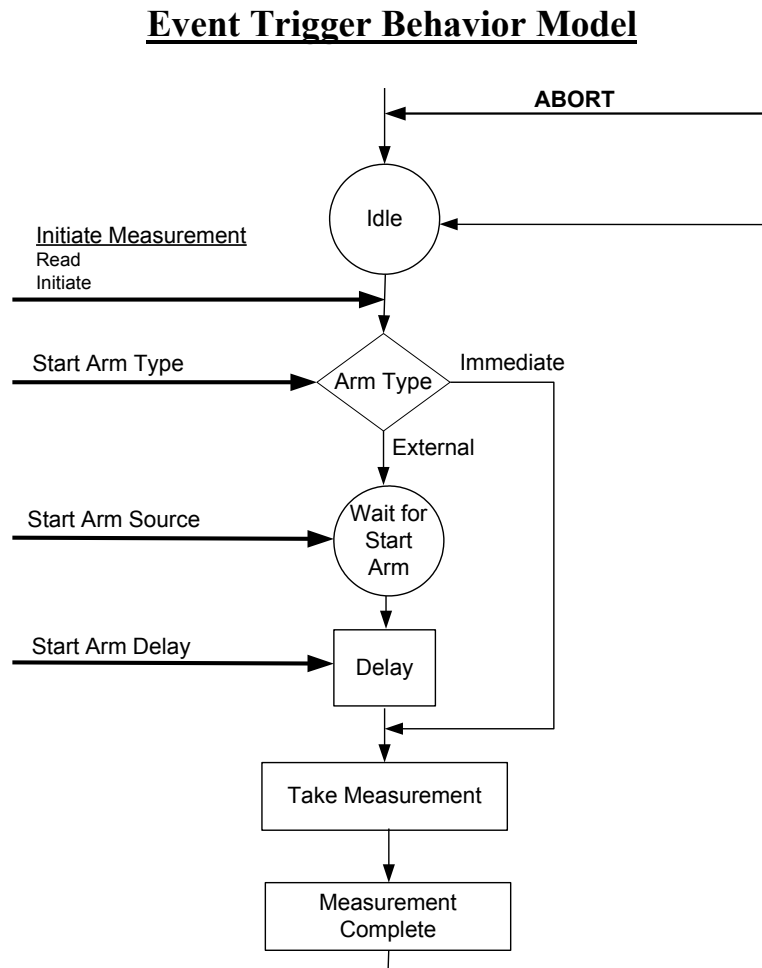 Event Trigger Behavior Model
ABORT
Idle
Initiate Measurement
Read
Initiate
Start Arm Type
Arm Type
Immediate
External
Start Arm Source
Wait for
Start
Arm
Start Arm Delay
Delay
Take Measurement
Measurement
Complete